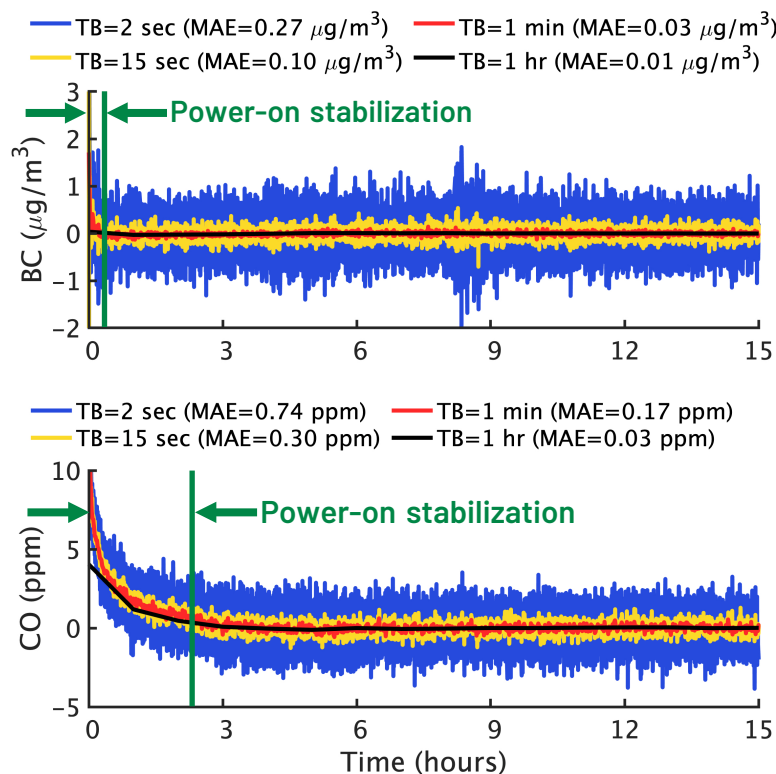 TB=2 sec (MAE=0.27 μg/m³) TB=1 min (MAE=0.03 μg/m³)
TB=15 sec (MAE=0.10 μg/m³) TB=1 hr (MAE=0.01 μg/m³)
3
Power-on stabilization
2
1
0
-1
-2
BC (μg/m³)
0 3 6 9 12 15
TB=2 sec (MAE=0.74 ppm) TB=1 min (MAE=0.17 ppm)
TB=15 sec (MAE=0.30 ppm) TB=1 hr (MAE=0.03 ppm)
10
Power-on stabilization
5
0
-5
CO (ppm)
0 3 6 9 12 15
Time (hours)